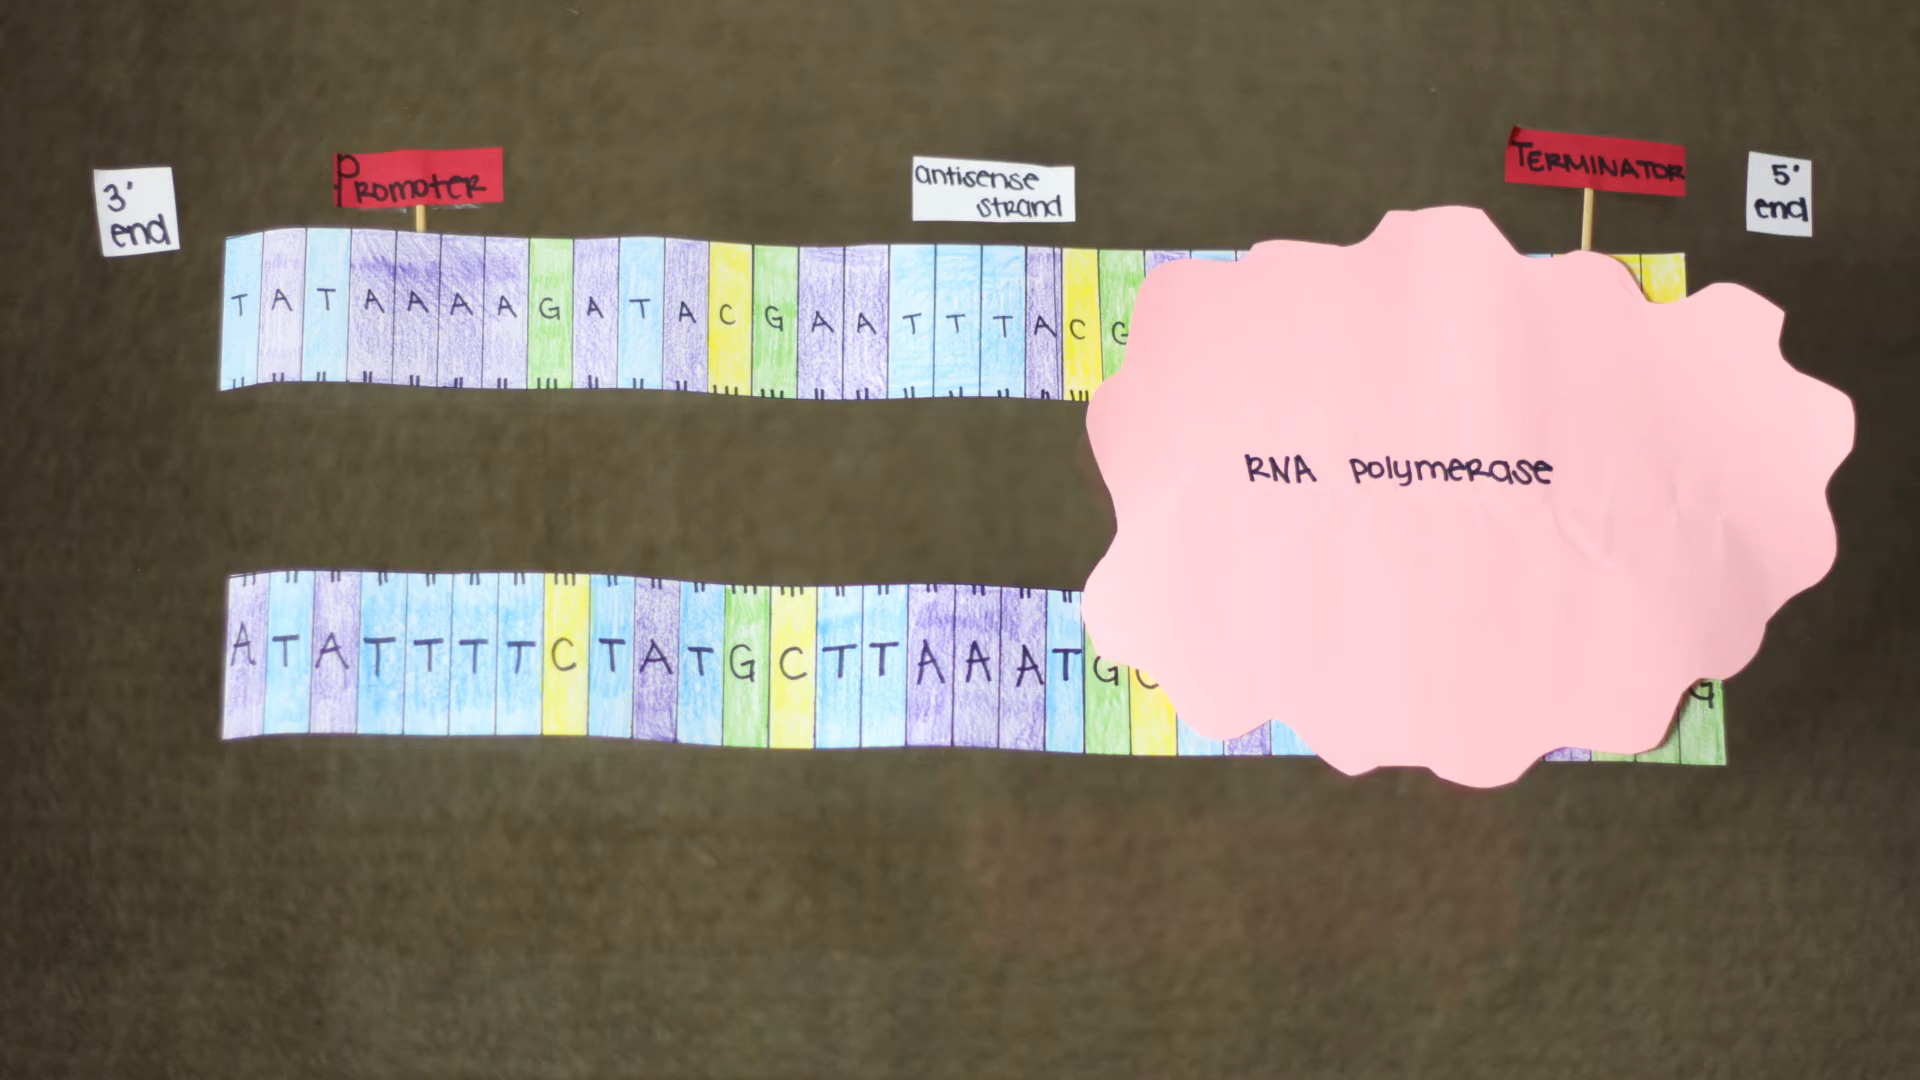 3'
end
Promoter
antisense
strand
TERMINATOR
5'
end
T A T A A A A G A T A C G A A T T T A C G
RNA polymerase
A T A T T T T C T A T G C T T A A A T G C
G